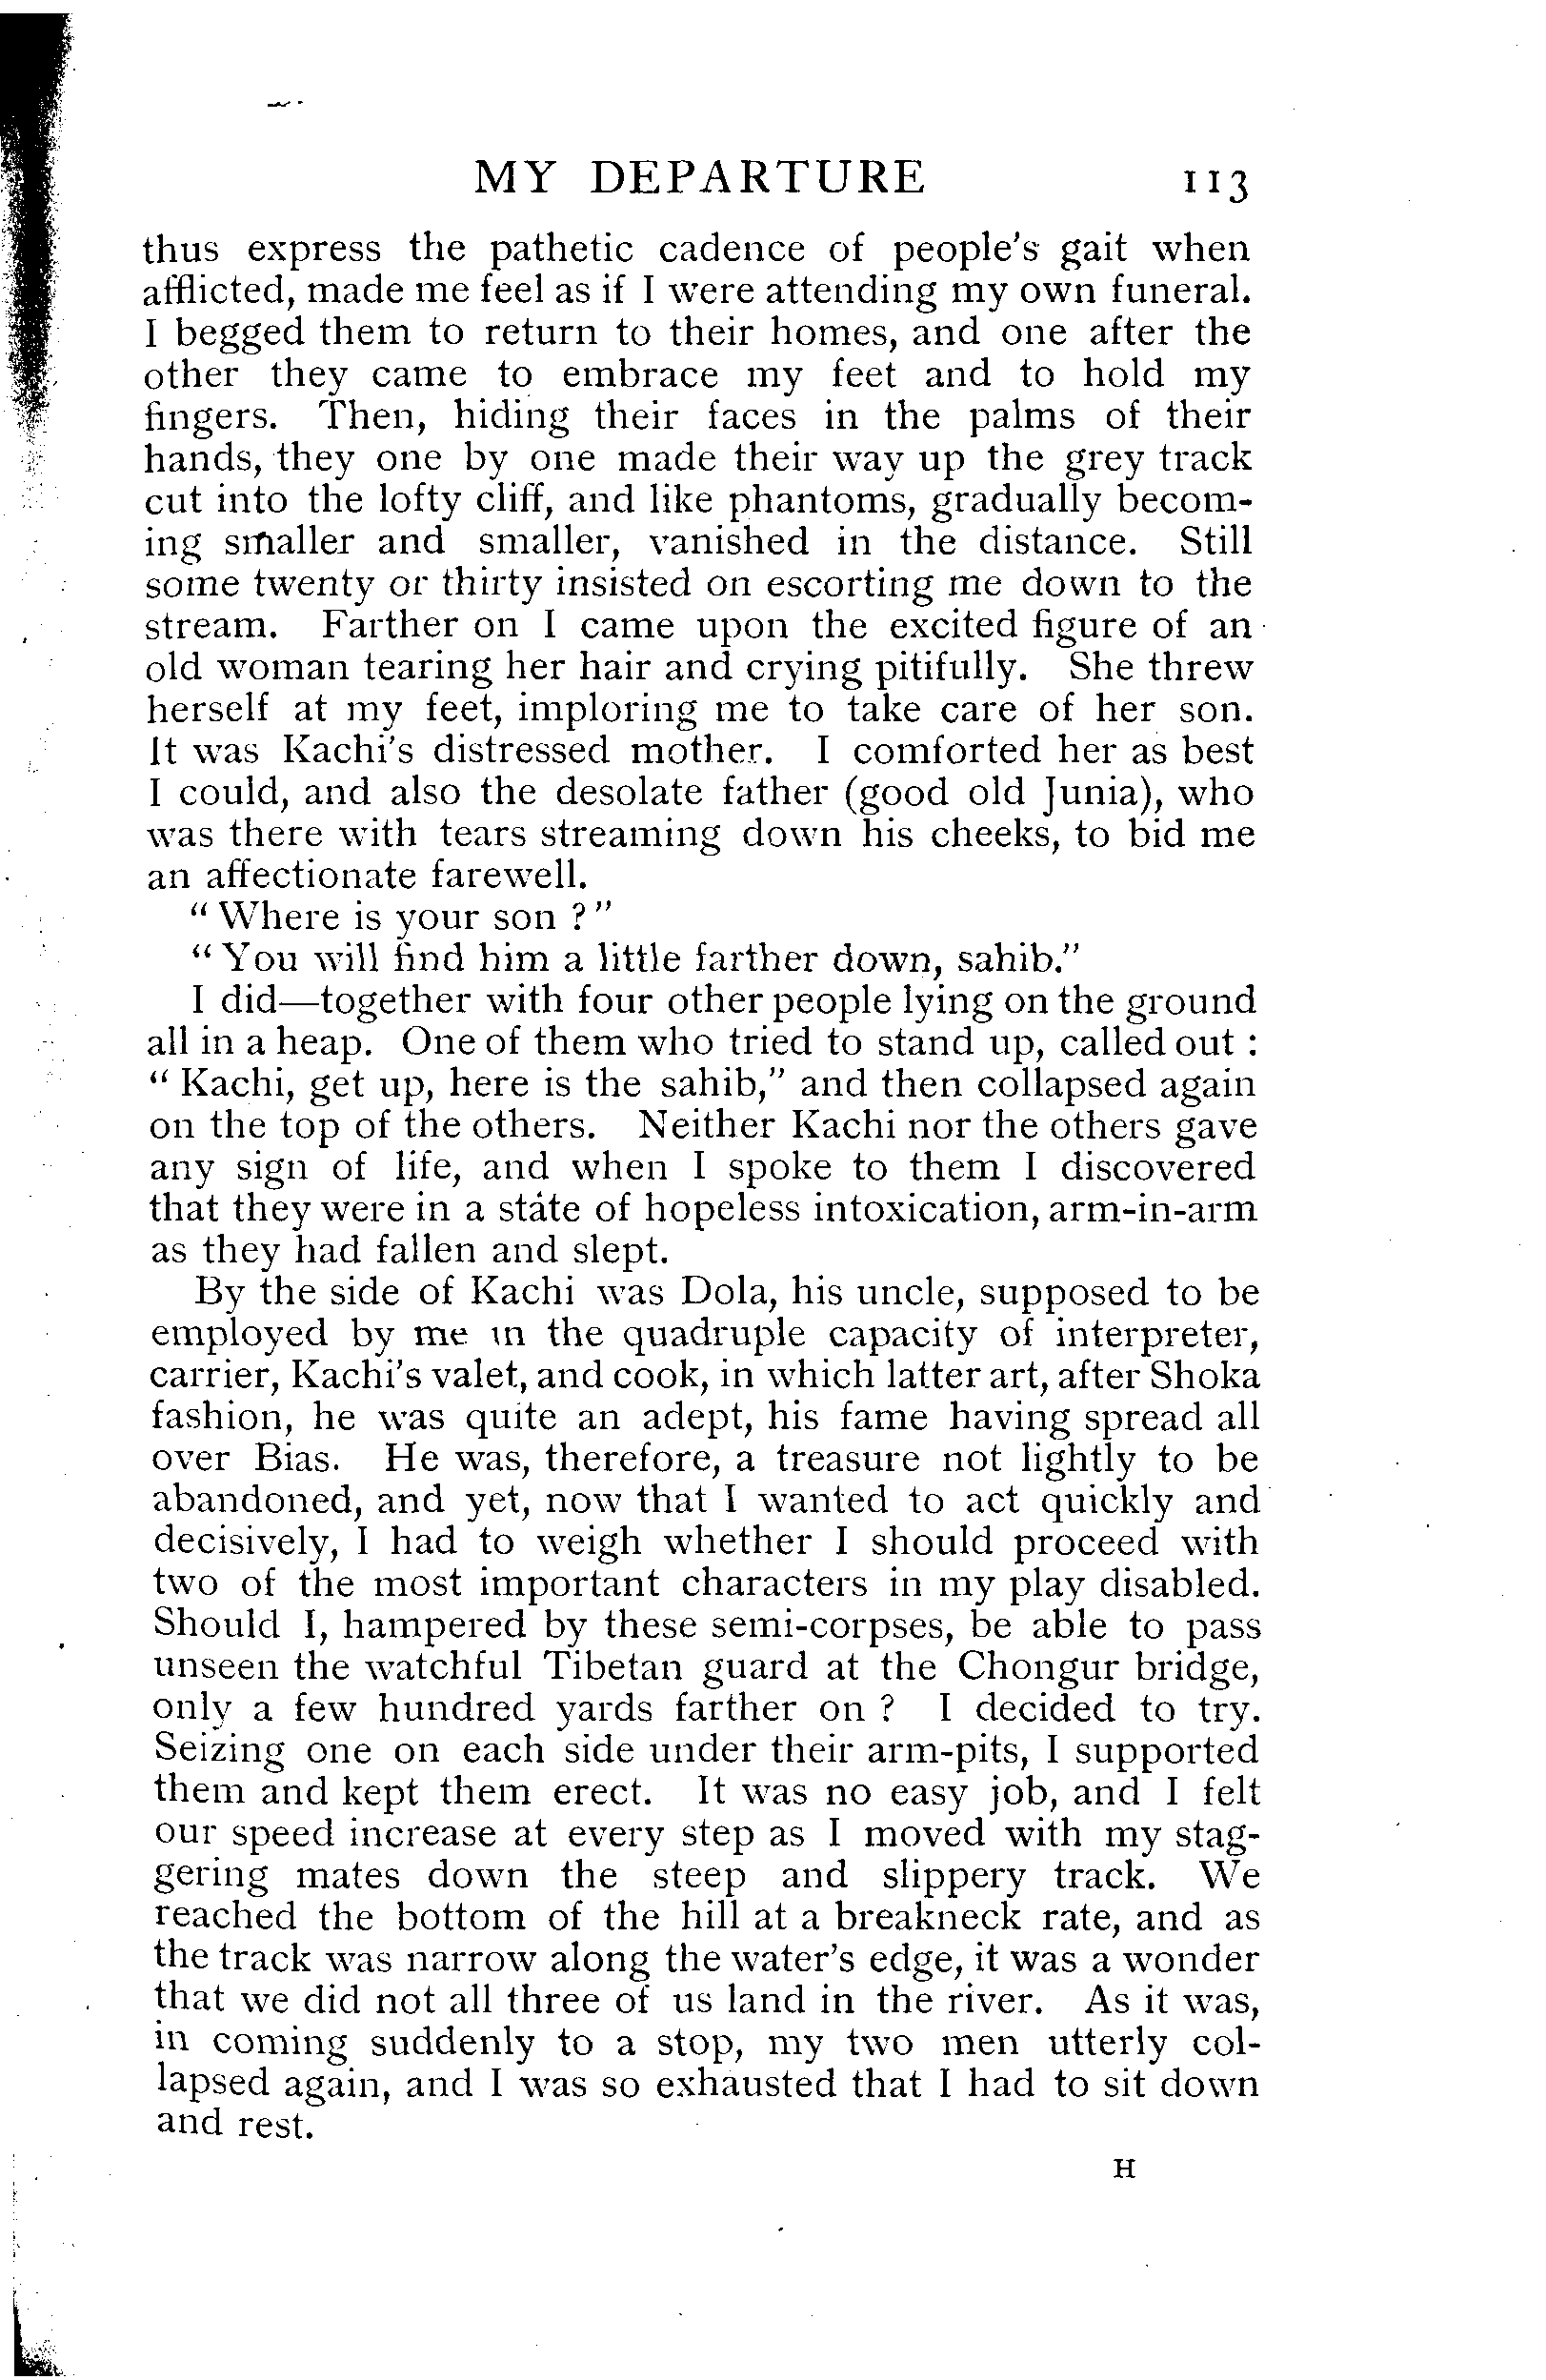 MY DEPARTURE 113
thus express the pathetic cadence of people's gait when
afflicted, made me feel as if I were attending my own funeral.
I begged them to return to their homes, and one after the
other they came to embrace my feet and to hold my
fingers. Then, hiding their faces in the palms of their
hands, they one by one made their way up the grey track
cut into the lofty cliff, and like phantoms, gradually becom-
ing smaller and smaller, vanished in the distance. Still
some twenty or thirty insisted on escorting me down to the
stream. Farther on I came upon the excited figure of an
old woman tearing her hair and crying pitifully. She threw
herself at my feet, imploring me to take care of her son.
It was Kachi's distressed mother. I comforted her as best
I could, and also the desolate father (good old Junia), who
was there with tears streaming down his cheeks, to bid me
an affectionate farewell.
"Where is your son ?"
"You will find him a little farther down, sahib."
I did—together with four other people lying on the ground
all in a heap. One of them who tried to stand up, called out :
"Kachi, get up, here is the sahib," and then collapsed again
on the top of the others. Neither Kachi nor the others gave
any sign of life, and when I spoke to them I discovered
that they were in a state of hopeless intoxication, arm-in-arm
as they had fallen and slept.
By the side of Kachi was Dola, his uncle, supposed to be
employed by me in the quadruple capacity of interpreter,
carrier, Kachi's valet, and cook, in which latter art, after Shoka
fashion, he was quite an adept, his fame having spread all
over Bias. He was, therefore, a treasure not lightly to be
abandoned, and yet, now that I wanted to act quickly and
decisively, I had to weigh whether I should proceed with
two of the most important characters in my play disabled.
Should I, hampered by these semi-corpses, be able to pass
unseen the watchful Tibetan guard at the Chongur bridge,
only a few hundred yards farther on ? I decided to try.
Seizing one on each side under their arm-pits, I supported
them and kept them erect. It was no easy job, and I felt
our speed increase at every step as I moved with my stag-
gering mates down the steep and slippery track. We
reached the bottom of the hill at a breakneck rate, and as
the track was narrow along the water's edge, it was a wonder
that we did not all three of us land in the river. As it was,
in coming suddenly to a stop, my two men utterly col-
lapsed again, and I was so exhausted that I had to sit down
and rest.
H